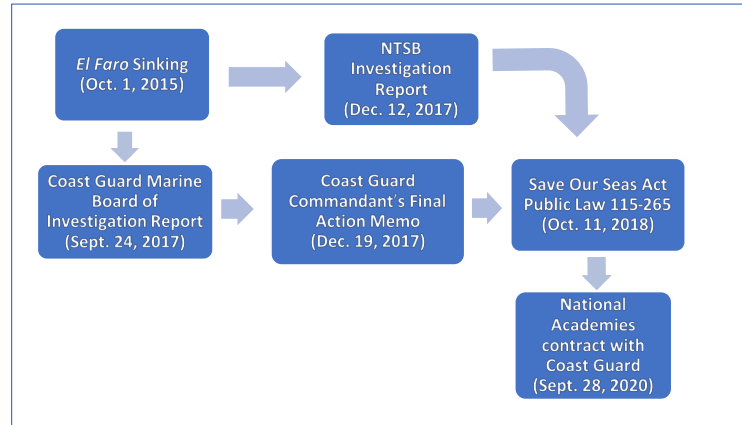 El Faro Sinking
(Oct. 1, 2015)
NTSB
Investigation
Report
(Dec. 12, 2017)
Coast Guard Marine
Board of
Investigation Report
(Sept. 24, 2017)
Coast Guard
Commandant's Final
Action Memo
(Dec. 19, 2017)
Save Our Seas Act
Public Law 115-265
(Oct. 11, 2018)
National
Academies
contract with
Coast Guard
(Sept. 28, 2020)